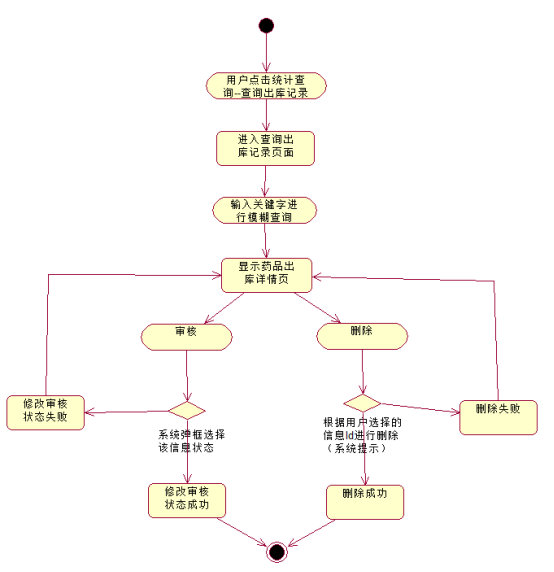 用户点击统计查
询--查询出库记录
进入查询出
库记录页面
输入关键字进
行模糊查询
显示药品出
库详情页
审核
删除
修改审核
状态失败
删除失败
系统弹框选择
该信息状态
根据用户选择的
信息Id进行删除
（系统提示）
修改审核
状态成功
删除成功